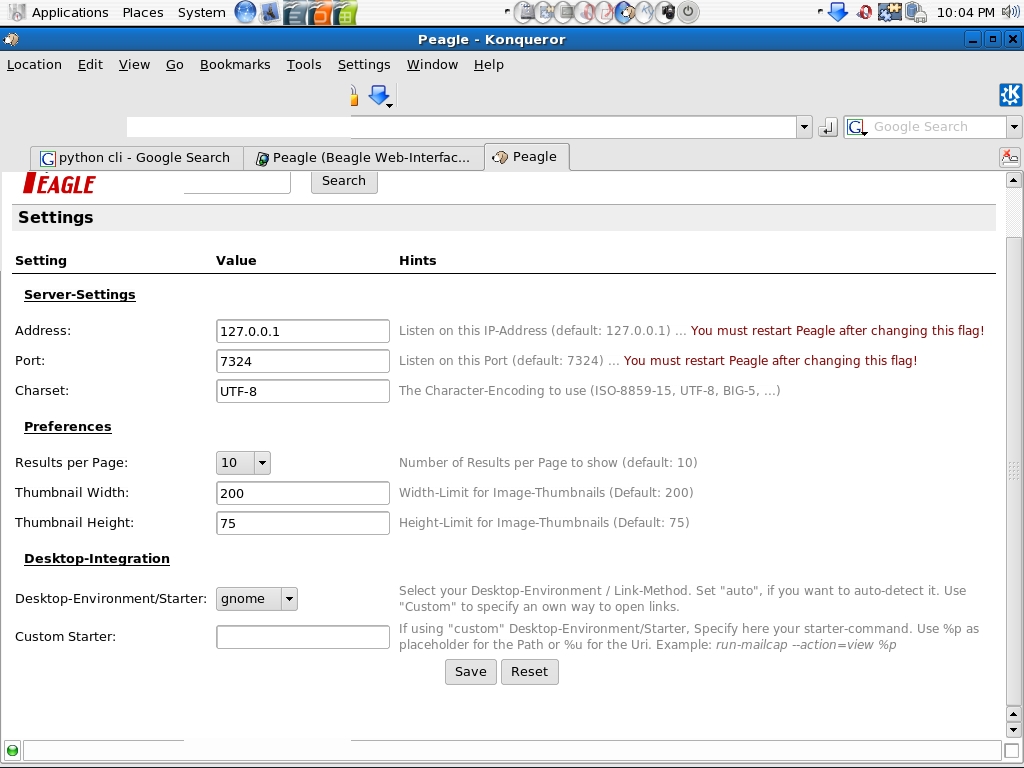 Applications Places System 10:04 PM
Peagle - Konqueror
Location Edit View Go Bookmarks Tools Settings Window Help
Google Search
python cli - Google Search Peagle (Beagle Web-Interfac... Peagle
EAGLE Search
Settings
Setting Value Hints
Server-Settings
Address: 127.0.0.1 Listen on this IP-Address (default: 127.0.0.1) ... You must restart Peagle after changing this flag!
Port: 7324 Listen on this Port (default: 7324) ... You must restart Peagle after changing this flag!
Charset: UTF-8 The Character-Encoding to use (ISO-8859-15, UTF-8, BIG-5, ...)
Preferences
Results per Page: 10 Number of Results per Page to show (default: 10)
Thumbnail Width: 200 Width-Limit for Image-Thumbnails (Default: 200)
Thumbnail Height: 75 Height-Limit for Image-Thumbnails (Default: 75)
Desktop-Integration
Desktop-Environment/Starter: gnome Select your Desktop-Environment / Link-Method. Set "auto", if you want to auto-detect it. Use
"Custom" to specify an own way to open links.
Custom Starter: If using "custom" Desktop-Environment/Starter, Specify here your starter-command. Use %p as
placeholder for the Path or %u for the Uri. Example: run-mailcap --action=view %p
Save Reset